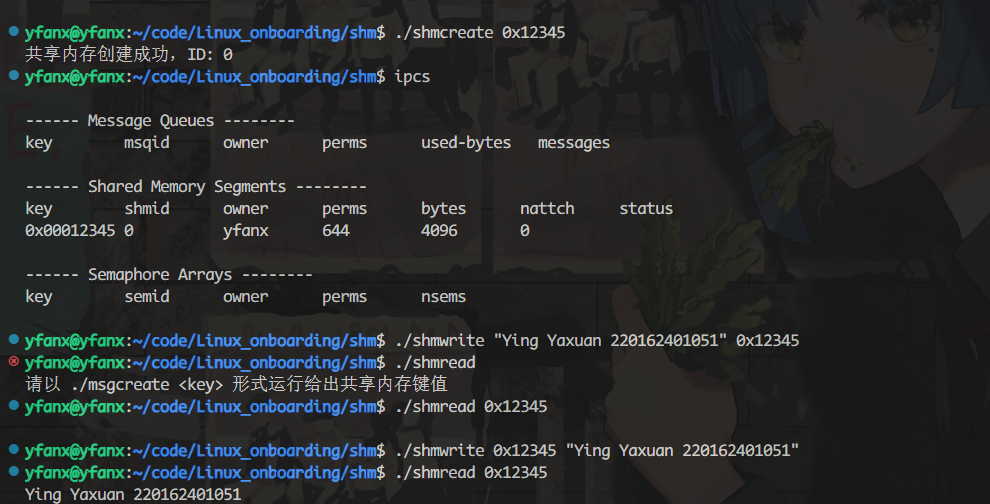 yfanx@yfanx:~/code/Linux_onboarding/shm$ ./shmcreate 0x12345
共享内存创建成功，ID: 0
yfanx@yfanx:~/code/Linux_onboarding/shm$ ipcs
------ Message Queues --------
key msqid owner perms used-bytes messages
------ Shared Memory Segments --------
key shmid owner perms bytes nattch status
0x00012345 0 yfanx 644 4096 0
------ Semaphore Arrays --------
key semid owner perms nsems
yfanx@yfanx:~/code/Linux_onboarding/shm$ ./shmwrite "Ying Yaxuan 220162401051" 0x12345
yfanx@yfanx:~/code/Linux_onboarding/shm$ ./shmread
请以 ./msgcreate <key> 形式运行给出共享内存键值
yfanx@yfanx:~/code/Linux_onboarding/shm$ ./shmread 0x12345
yfanx@yfanx:~/code/Linux_onboarding/shm$ ./shmwrite 0x12345 "Ying Yaxuan 220162401051"
yfanx@yfanx:~/code/Linux_onboarding/shm$ ./shmread 0x12345
Ying Yaxuan 220162401051